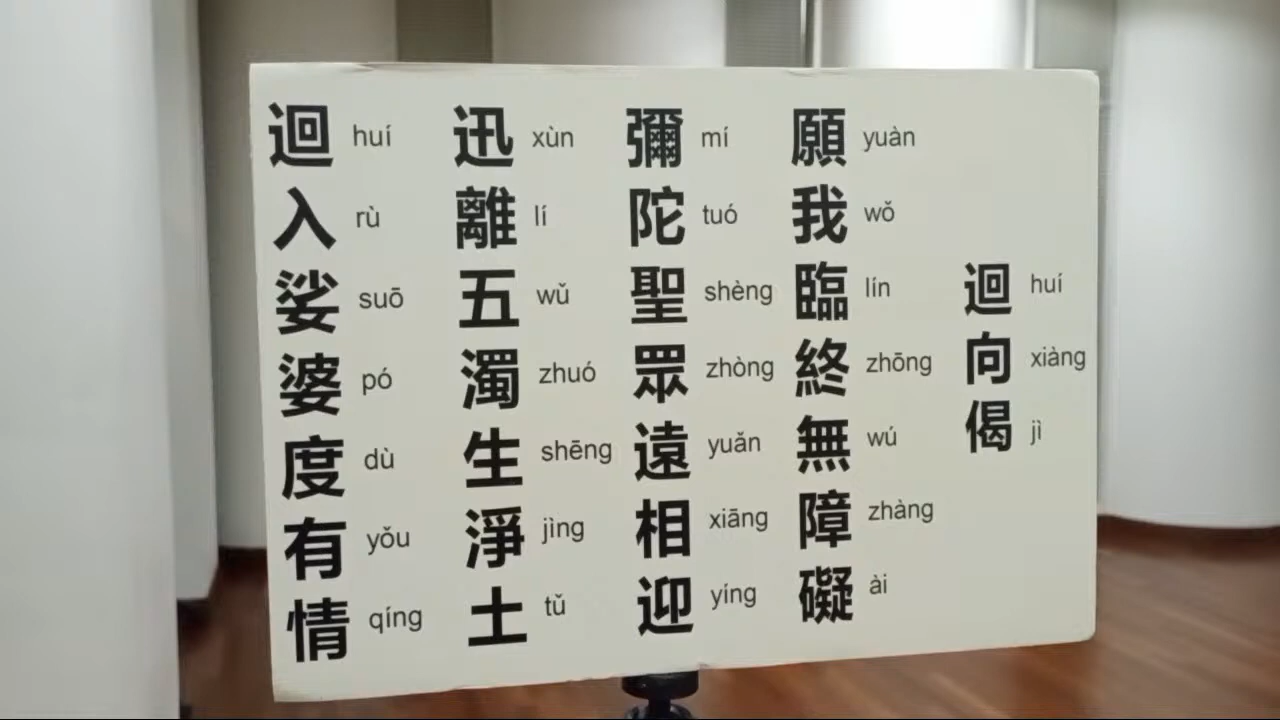 迴 huí 向 xiàng 偈 jì
願 yuàn 我 wǒ 臨 lín 終 zhōng 無 wú 障 zhàng 礙 ài
彌 mí 陀 tuó 聖 shèng 眾 zhòng 遠 yuǎn 相 xiāng 迎 yíng
迅 xùn 離 lí 五 wǔ 濁 zhuó 生 shēng 淨 jìng 土 tǔ
迴 huí 入 rù 娑 suō 婆 pó 度 dù 有 yǒu 情 qíng